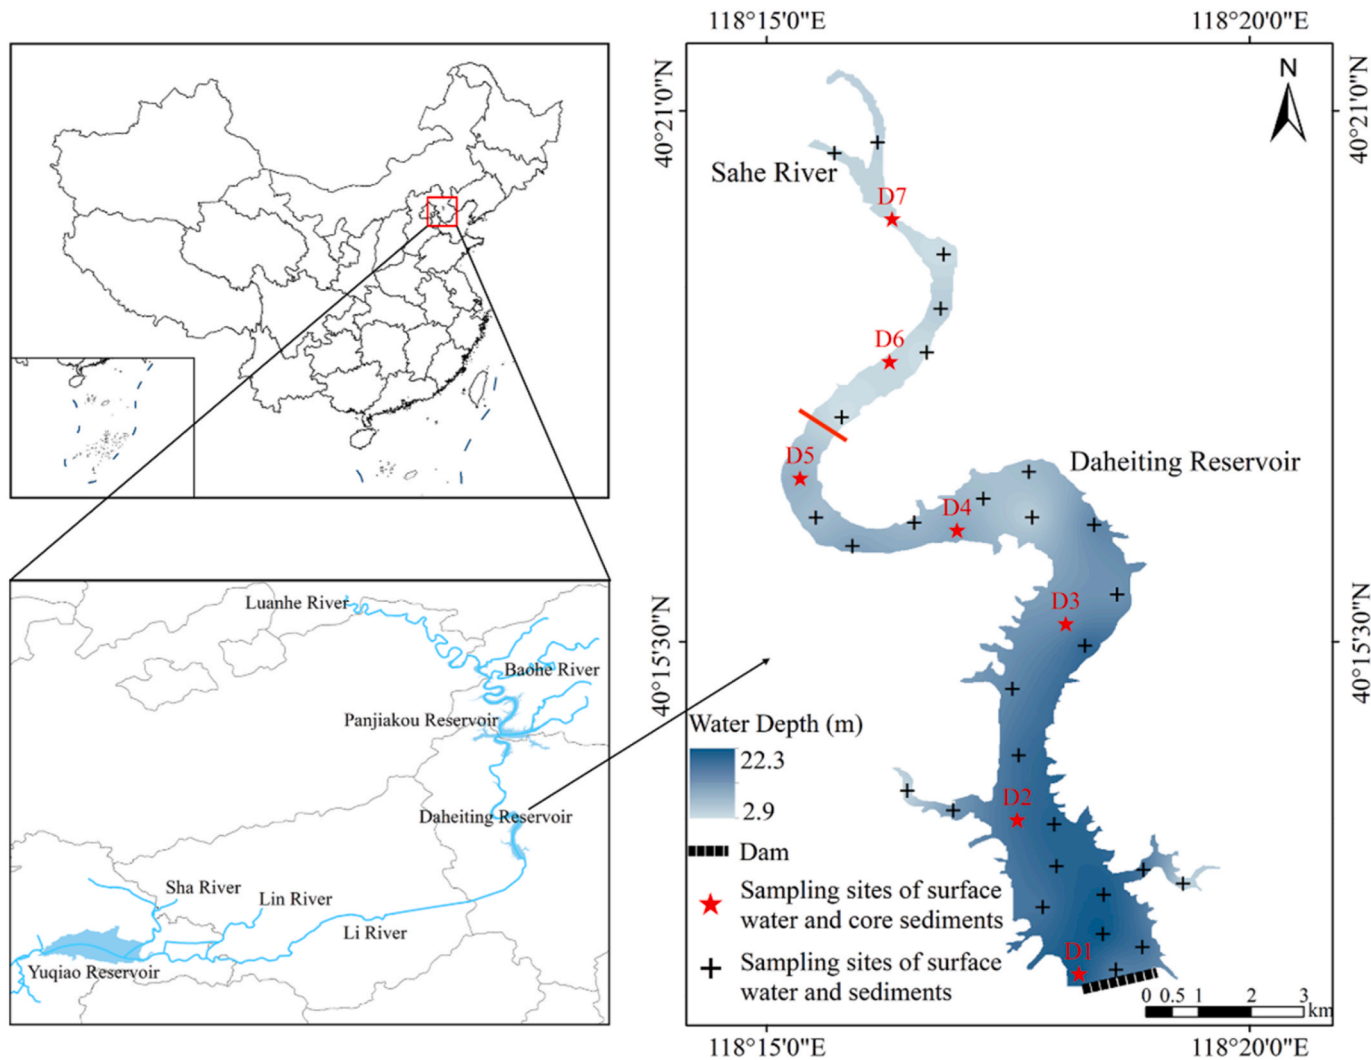 118°15'0"E
118°20'0"E
40°21'0"N
40°21'0"N
N
Sahe River
D7
D6
D5
Daheiting Reservoir
D4
D3
40°15'30"N
40°15'30"N
Water Depth (m)
22.3
2.9
D2
Dam
Sampling sites of surface
water and core sediments
D1
Sampling sites of surface
water and sediments
0 0.5 1 2 3
km
118°15'0"E
118°20'0"E
Luanhe River
Baohe River
Panjiakou Reservoir
Daheiting Reservoir
Sha River
Lin River
Li River
Yuqiao Reservoir